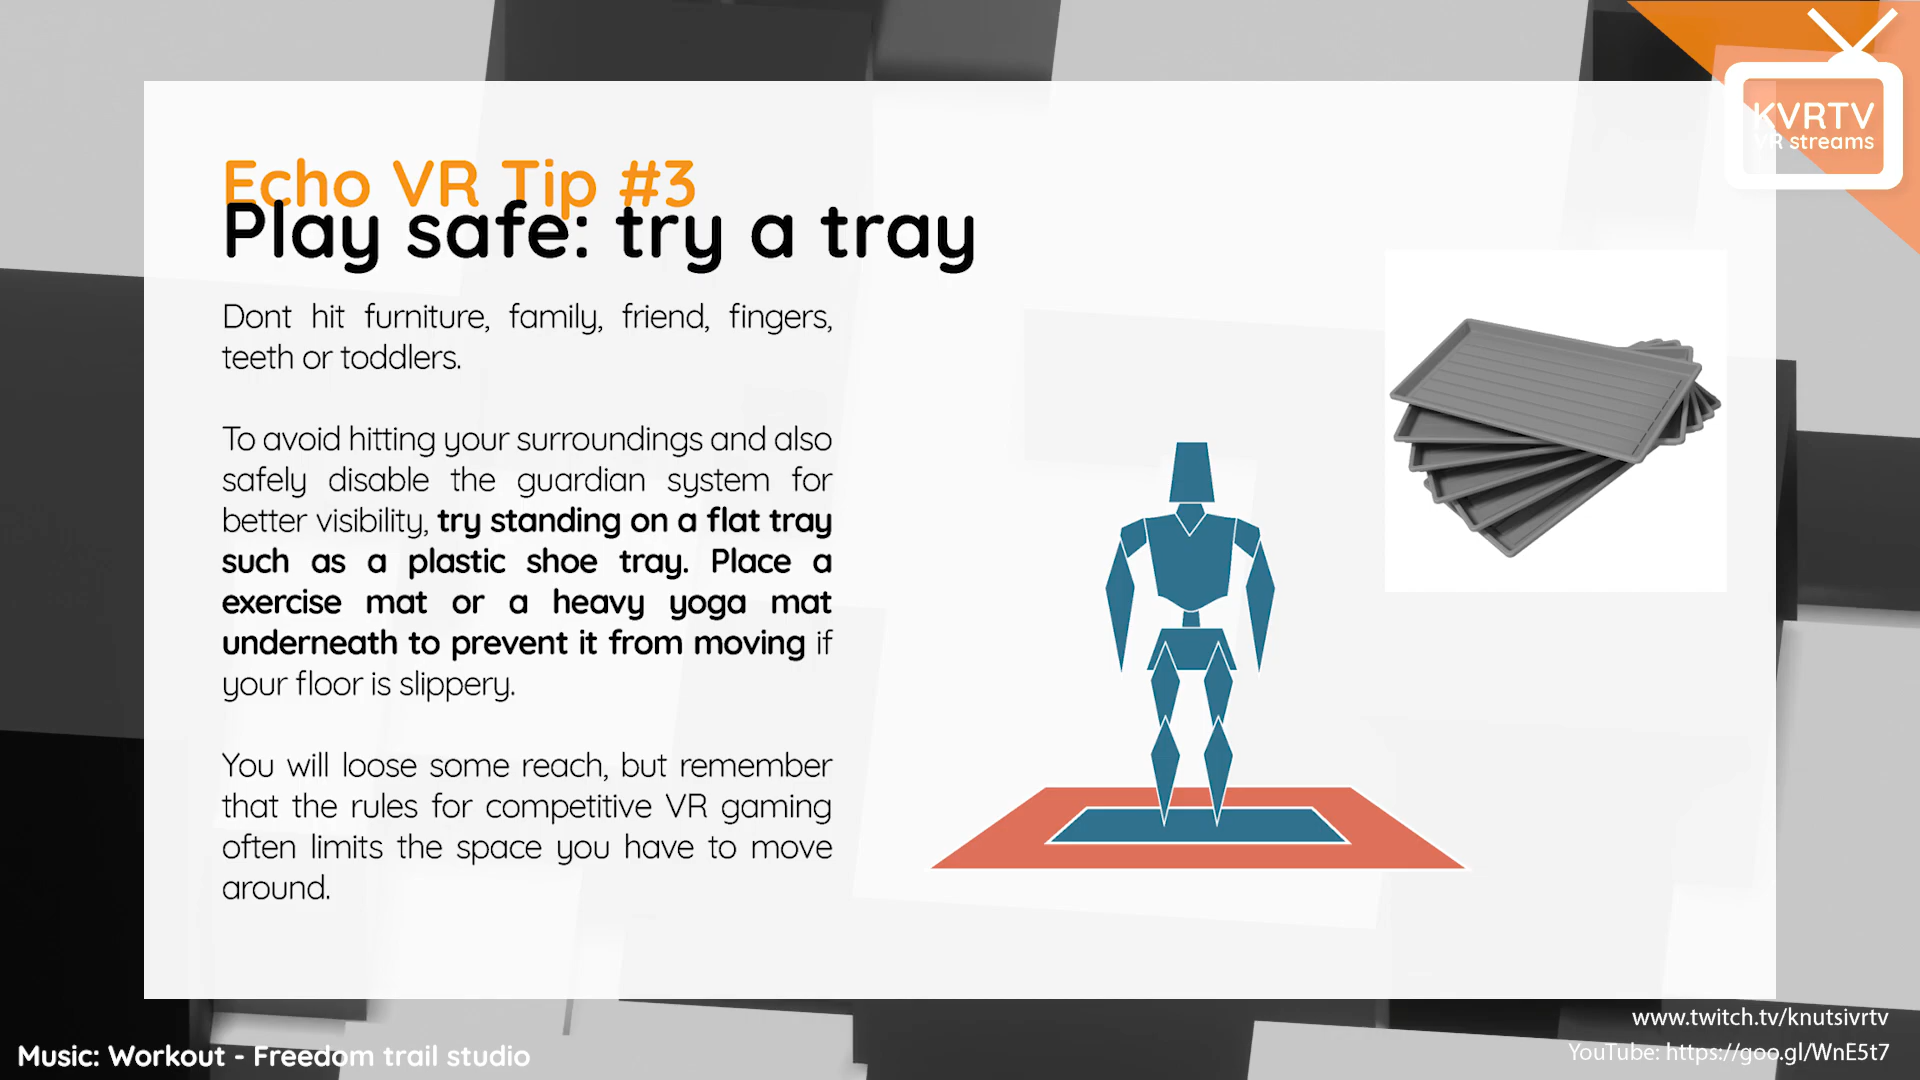 KVRTV
VR streams
Echo VR Tip #3
Play safe: try a tray
Dont hit furniture, family, friend, fingers,
teeth or toddlers.
To avoid hitting your surroundings and also
safely disable the guardian system for
better visibility, try standing on a flat tray
such as a plastic shoe tray. Place a
exercise mat or a heavy yoga mat
underneath to prevent it from moving if
your floor is slippery.
You will loose some reach, but remember
that the rules for competitive VR gaming
often limits the space you have to move
around.
www.twitch.tv/knutsivrtv
YouTube: https://goo.gl/WnE5t7
Music: Workout - Freedom trail studio